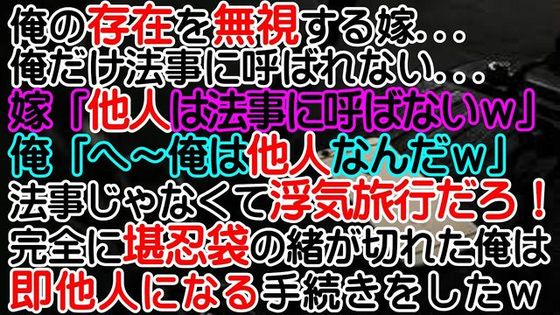 俺の存在を無視する嫁...
俺だけ法事に呼ばれない...
嫁「他人は法事に呼ばないw」
俺「へ~俺は他人なんだw」
法事じゃなくて浮気旅行だろ!
完全に堪忍袋の緒が切れた俺は
即他人になる手続きをしたw